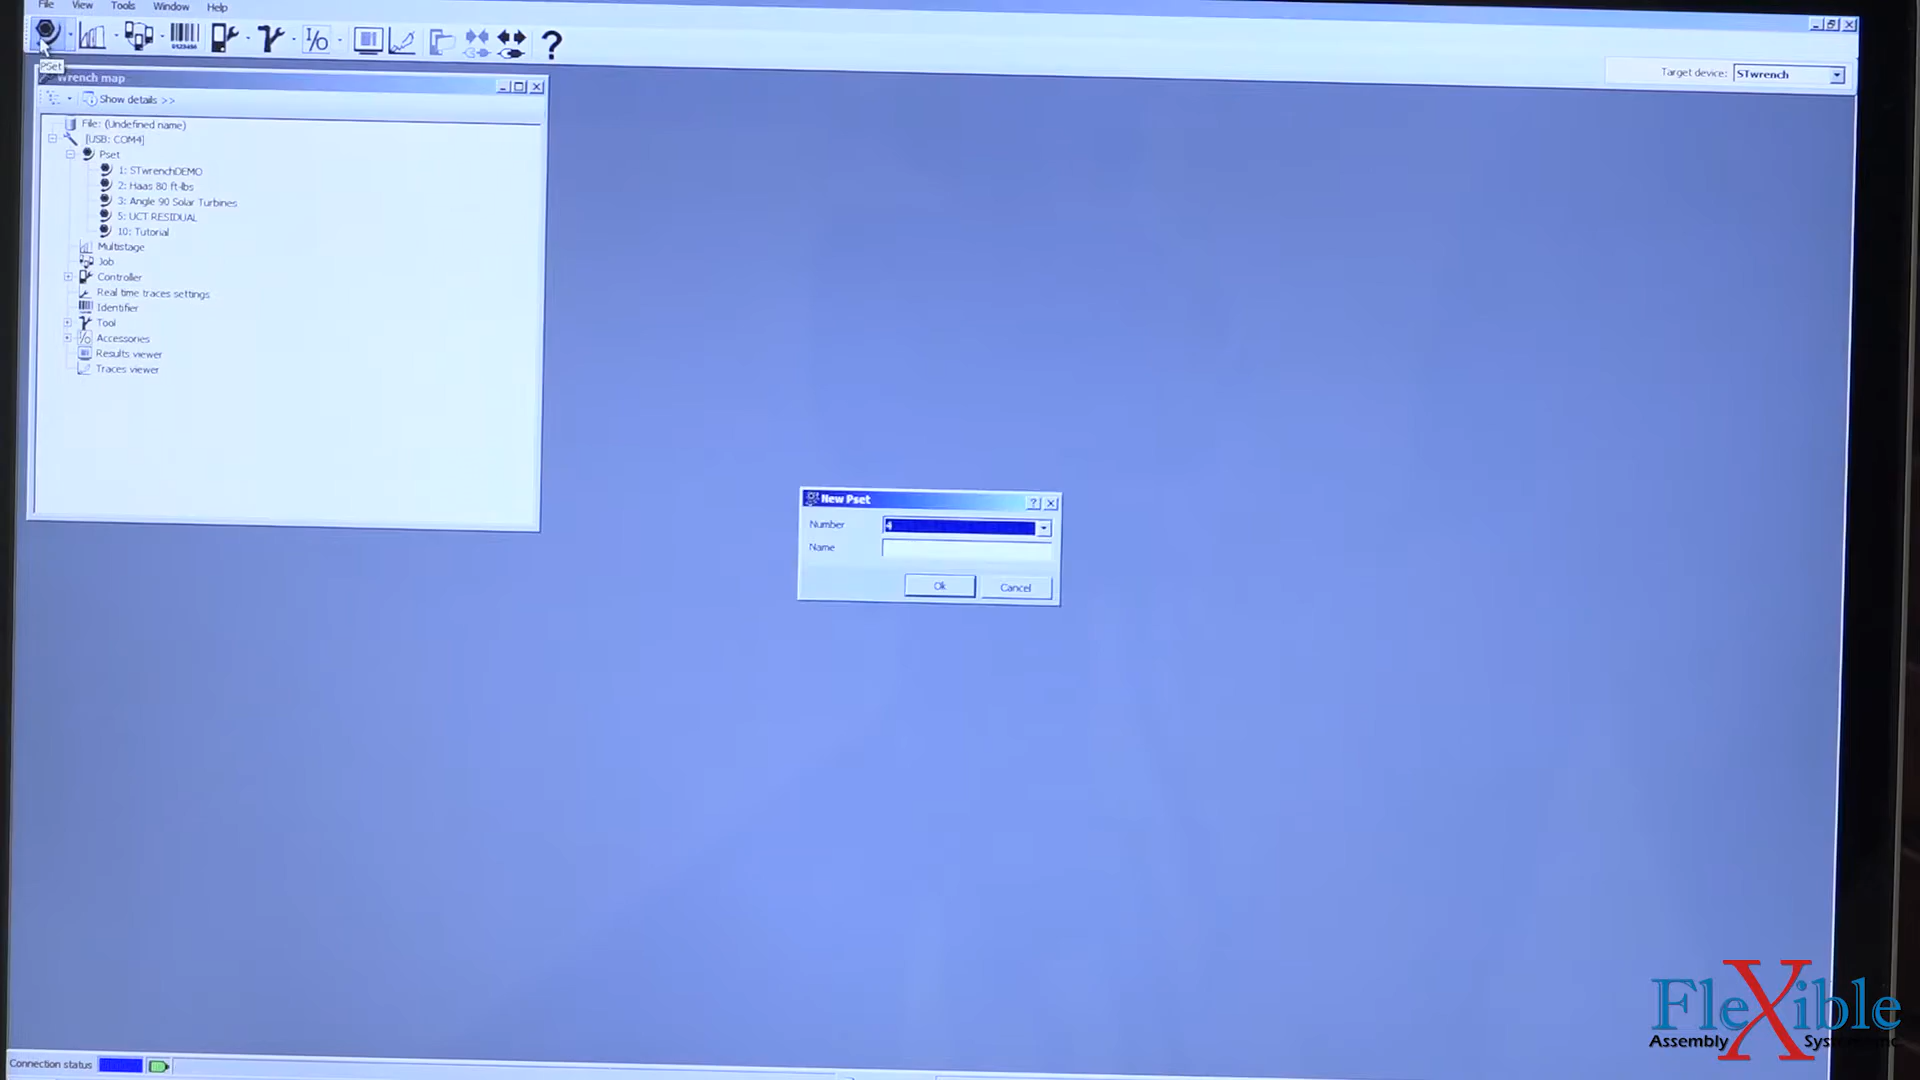 File View Tools Window Help
0123456
I/O
?
PSet
Target device: STwrench
Wrench map
Show details >>
File: (Undefined name)
[USB: COM4]
Pset
1: STwrenchDEMO
2: Haas 80 ft-lbs
3: Angle 90 Solar Turbines
5: UCT RESIDUAL
10: Tutorial
Multistage
Job
Controller
Real time traces settings
Identifier
Tool
I/O Accessories
Results viewer
Traces viewer
New Pset
?
Number 4
Name
Ok Cancel
FleXible
Assembly
Connection status